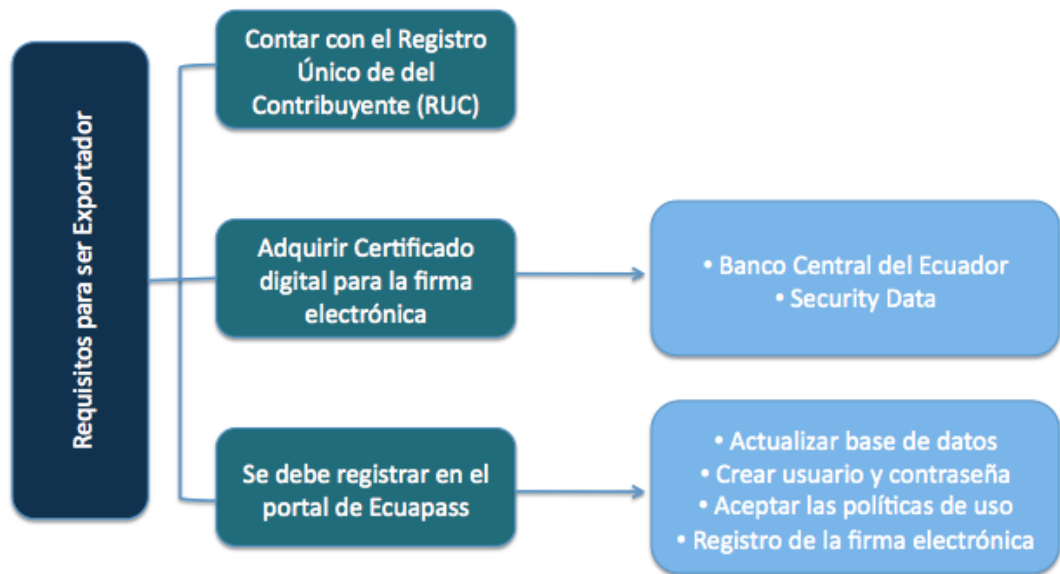 Requisitos para ser Exportador
Contar con el Registro
Único de del
Contribuyente (RUC)
Adquirir Certificado
digital para la firma
electrónica
• Banco Central del Ecuador
• Security Data
Se debe registrar en el
portal de Ecuapass
• Actualizar base de datos
• Crear usuario y contraseña
• Aceptar las políticas de uso
• Registro de la firma electrónica